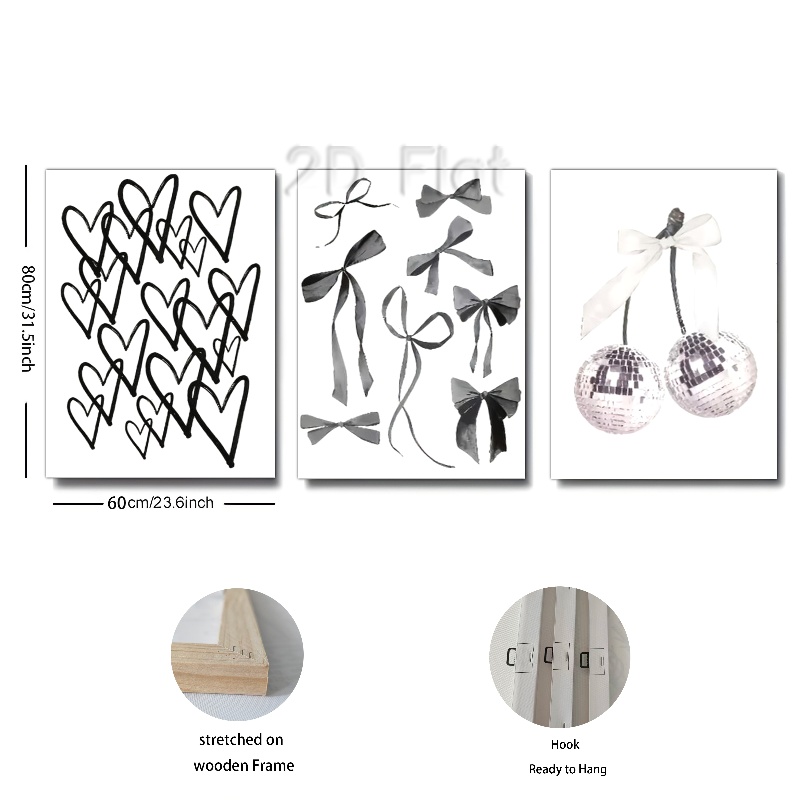 2D Flat
80cm/31.5inch
60cm/23.6inch
stretched on
wooden Frame
Hook
Ready to Hang